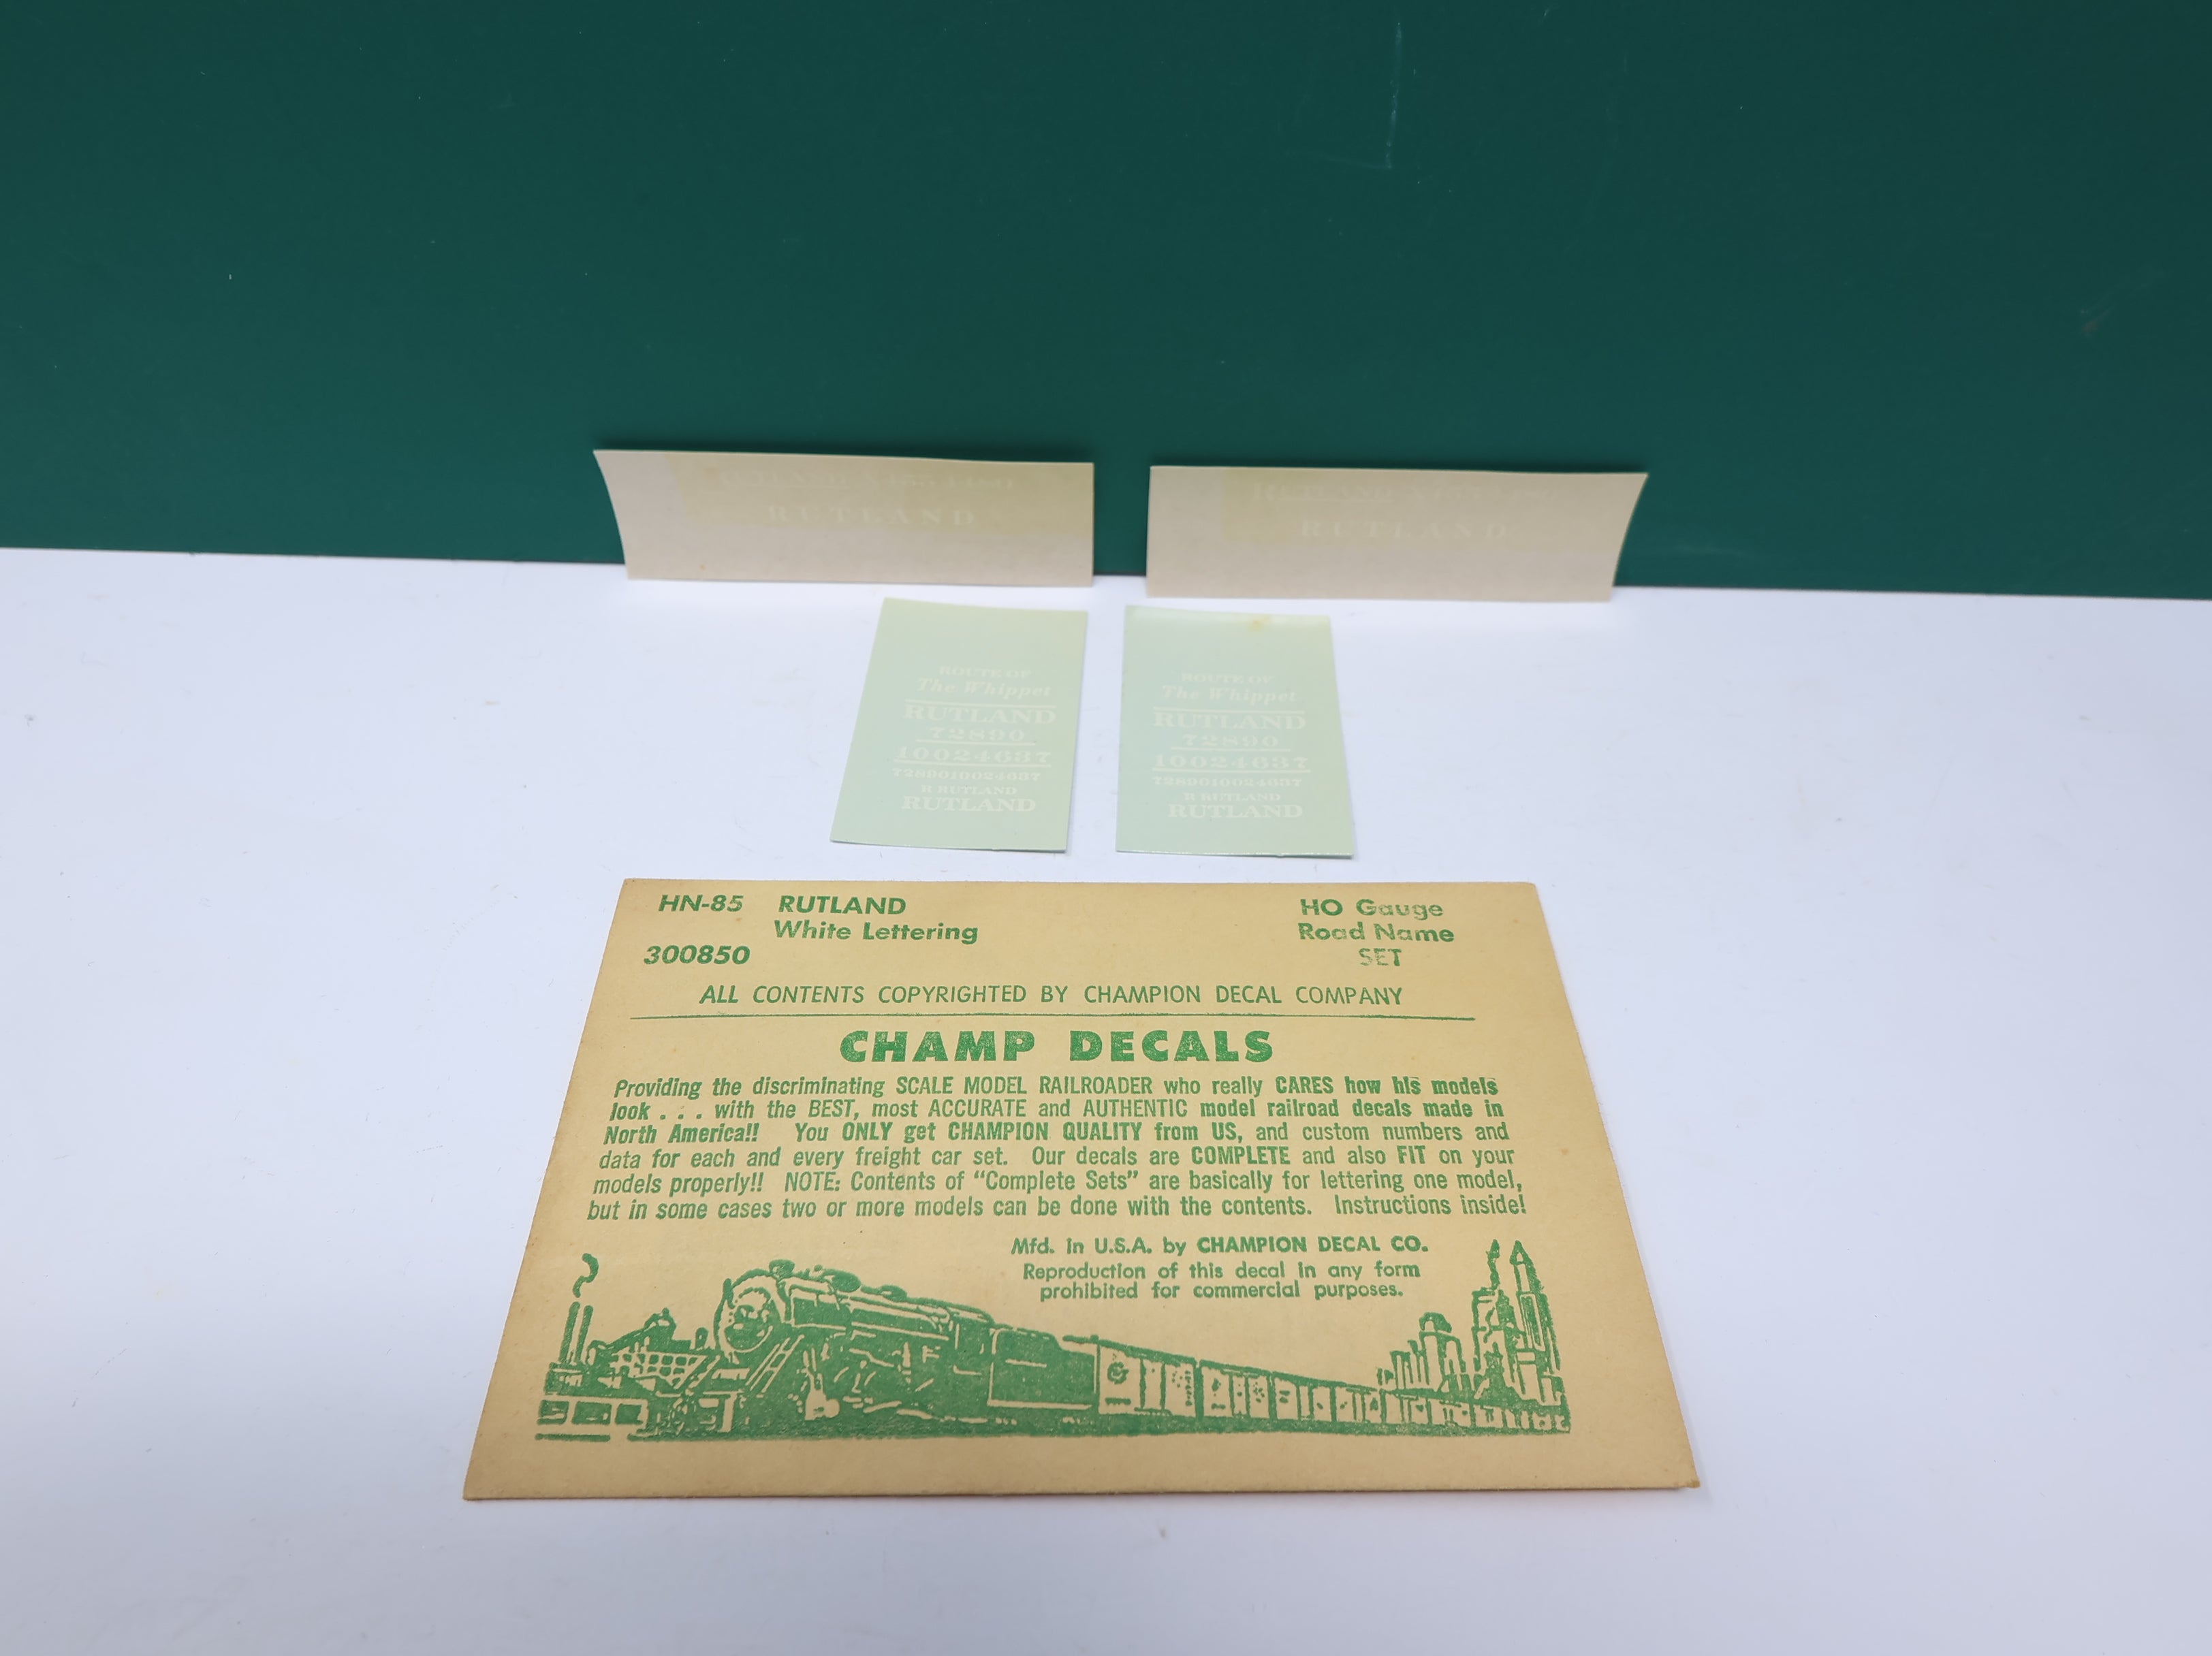 RUTLAND
RUTLAND
ROUTE OF
The Whippet
RUTLAND
72890
10024637
7289010024637
R RUTLAND
RUTLAND
ROUTE OF
The Whippet
RUTLAND
72890
10024637
7289010024637
R RUTLAND
RUTLAND
HN-85 RUTLAND
White Lettering
300850
HO Gauge
Road Name
SET
ALL CONTENTS COPYRIGHTED BY CHAMPION DECAL COMPANY
CHAMP DECALS
Providing the discriminating SCALE MODEL RAILROADER who really CARES how his models
look . . . with the BEST, most ACCURATE and AUTHENTIC model railroad decals made in
North America!! You ONLY get CHAMPION QUALITY from US, and custom numbers and
data for each and every freight car set. Our decals are COMPLETE and also FIT on your
models properly!! NOTE: Contents of "Complete Sets" are basically for lettering one model,
but in some cases two or more models can be done with the contents. Instructions inside!
Mfd. in U.S.A. by CHAMPION DECAL CO.
Reproduction of this decal in any form
prohibited for commercial purposes.